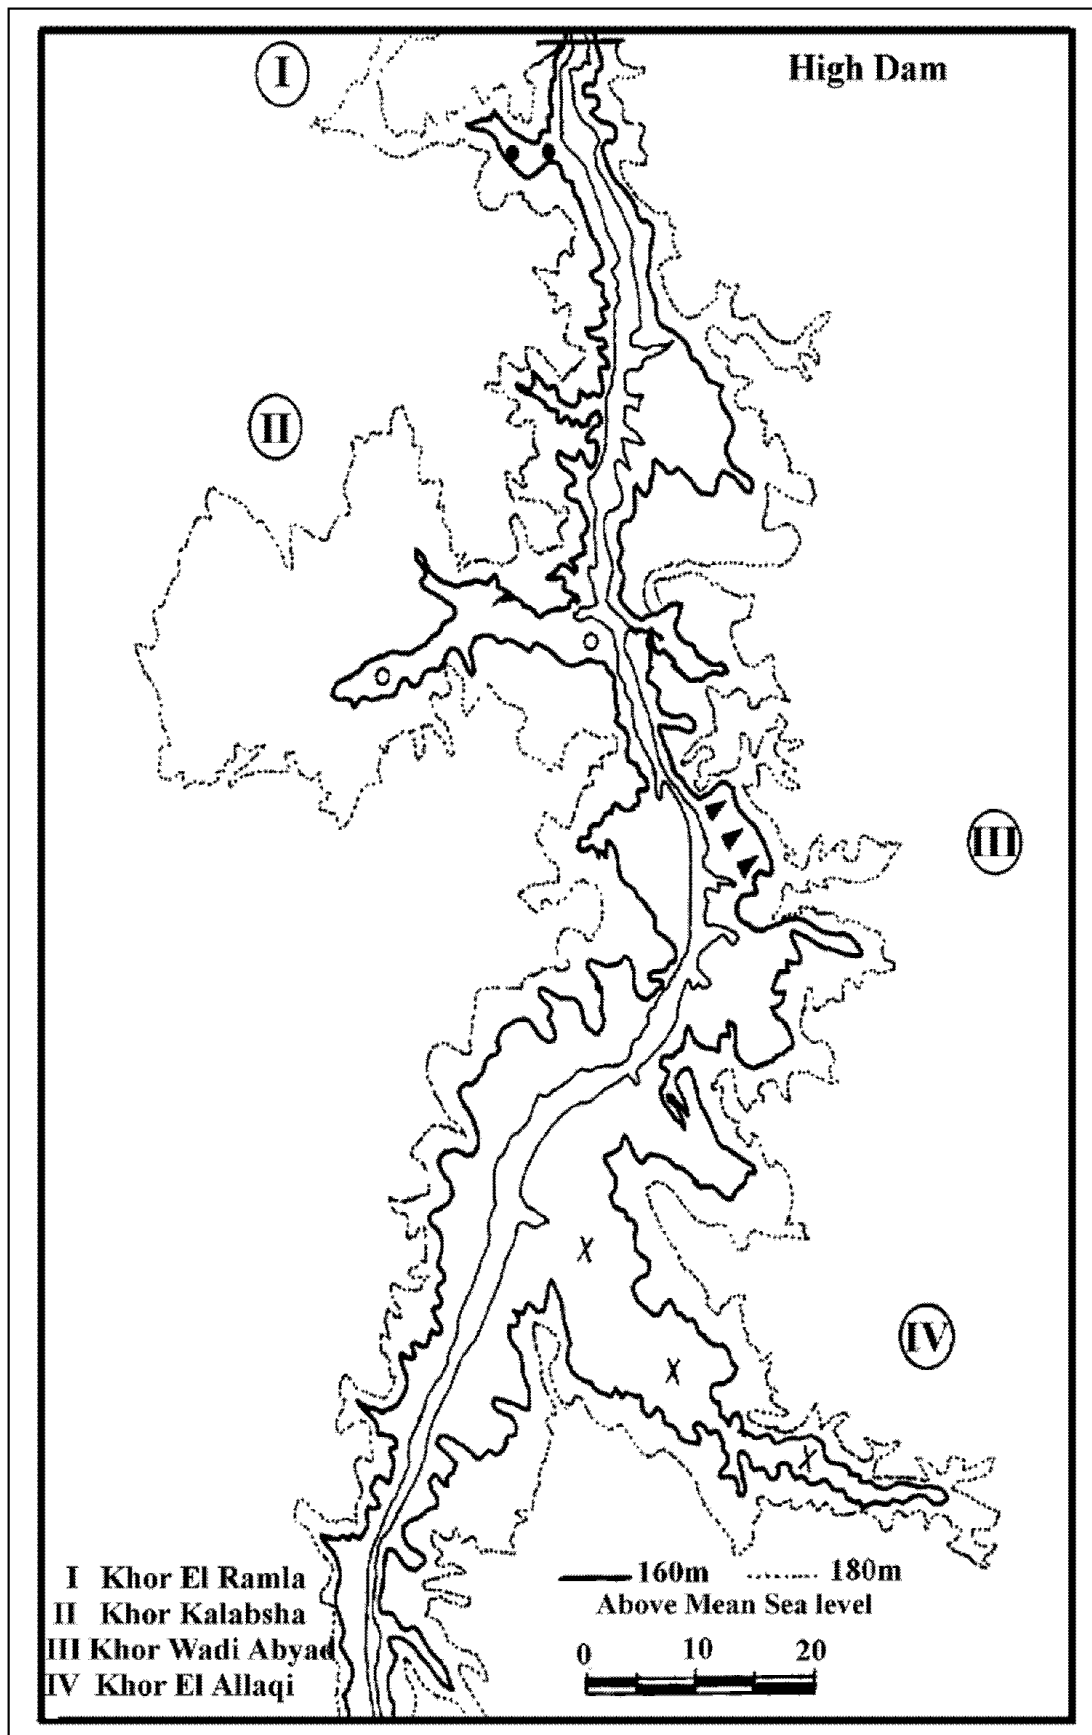 I
High Dam
II
III
IV
I Khor El Ramla
II Khor Kalabsha
III Khor Wadi Abyad
IV Khor El Allaqi
160m 180m
Above Mean Sea level
0 10 20
X
X
X